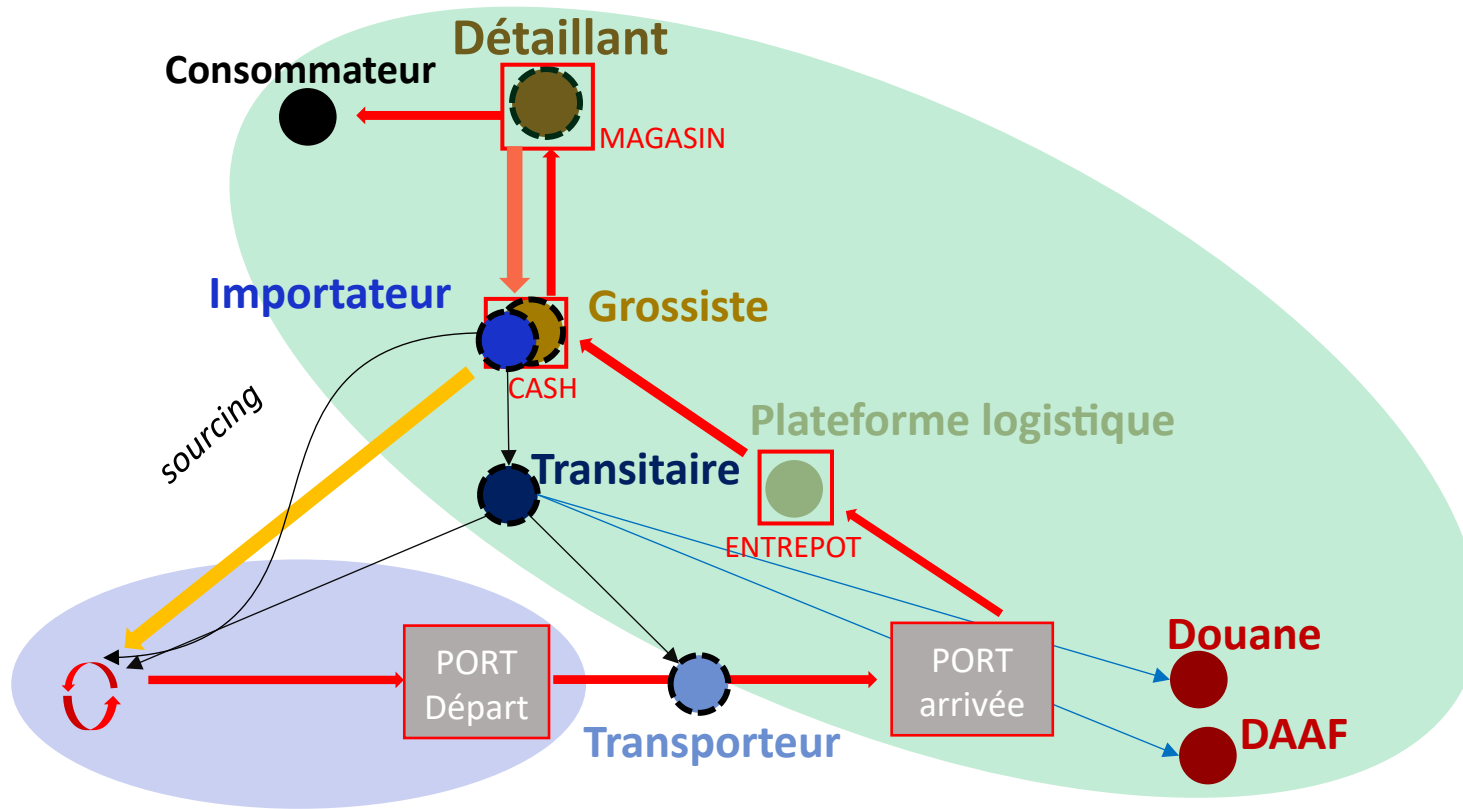 Détaillant
Consommateur
MAGASIN
Importateur
Grossiste
CASH
sourcing
Plateforme logistique
Transitaire
ENTREPOT
PORT
Départ
PORT
arrivée
Douane
Transporteur
DAAF